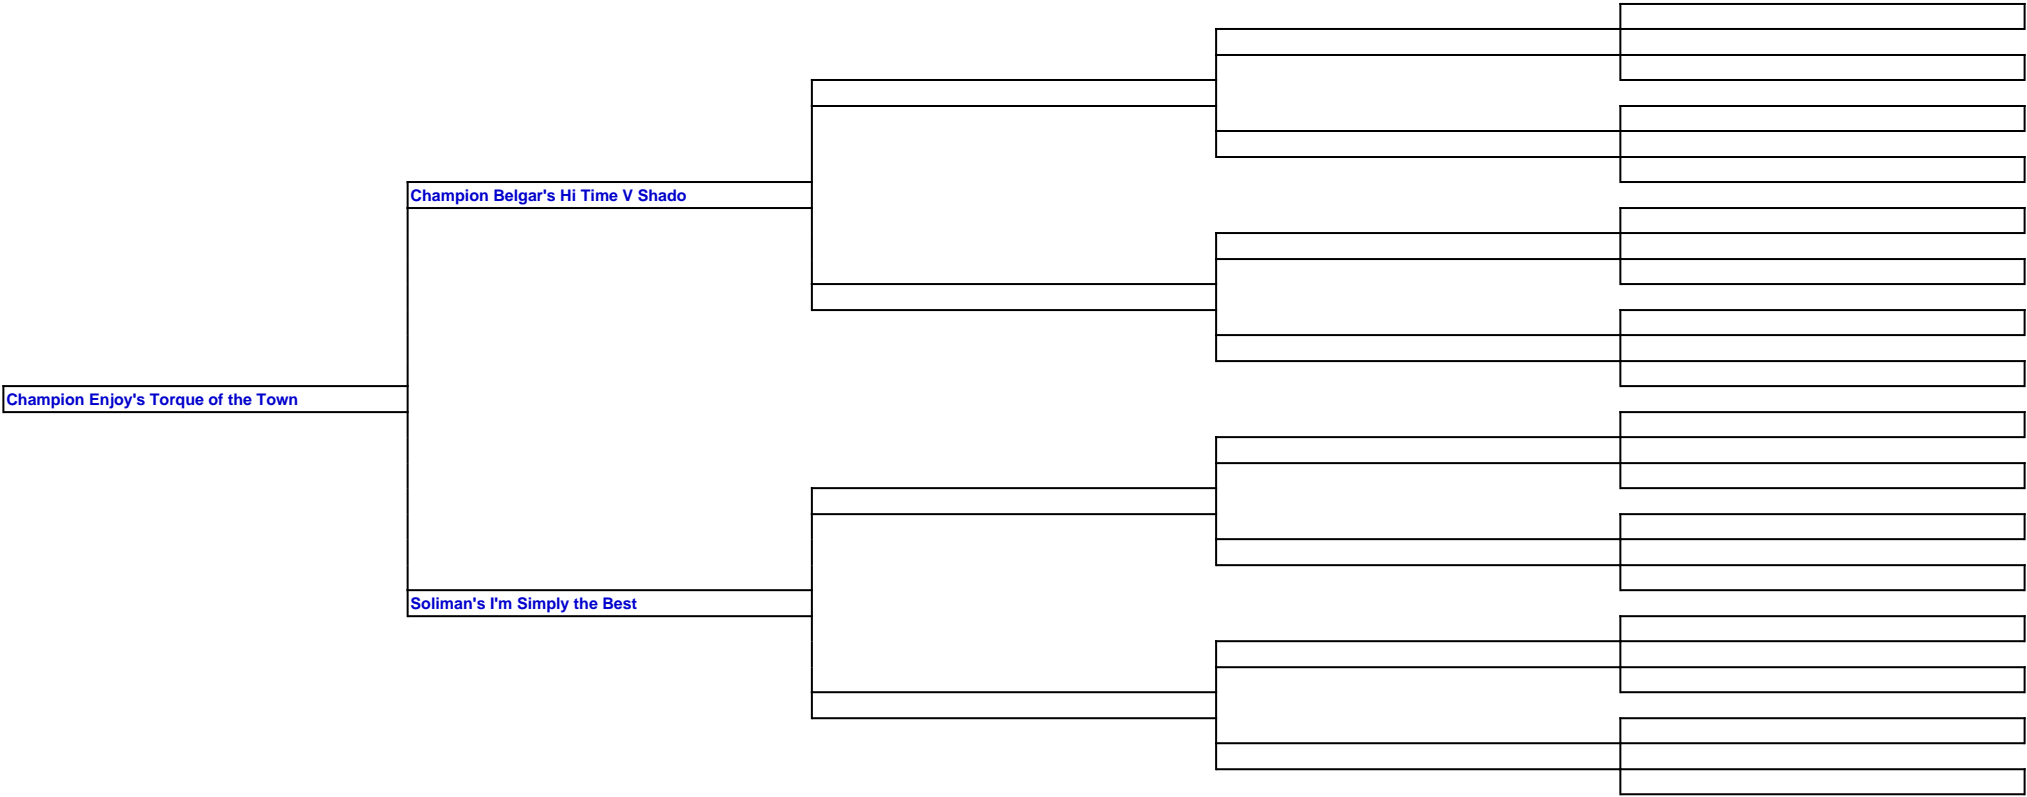 Champion Belgar's Hi Time V Shado
Champion Enjoy's Torque of the Town
Soliman's I'm Simply the Best